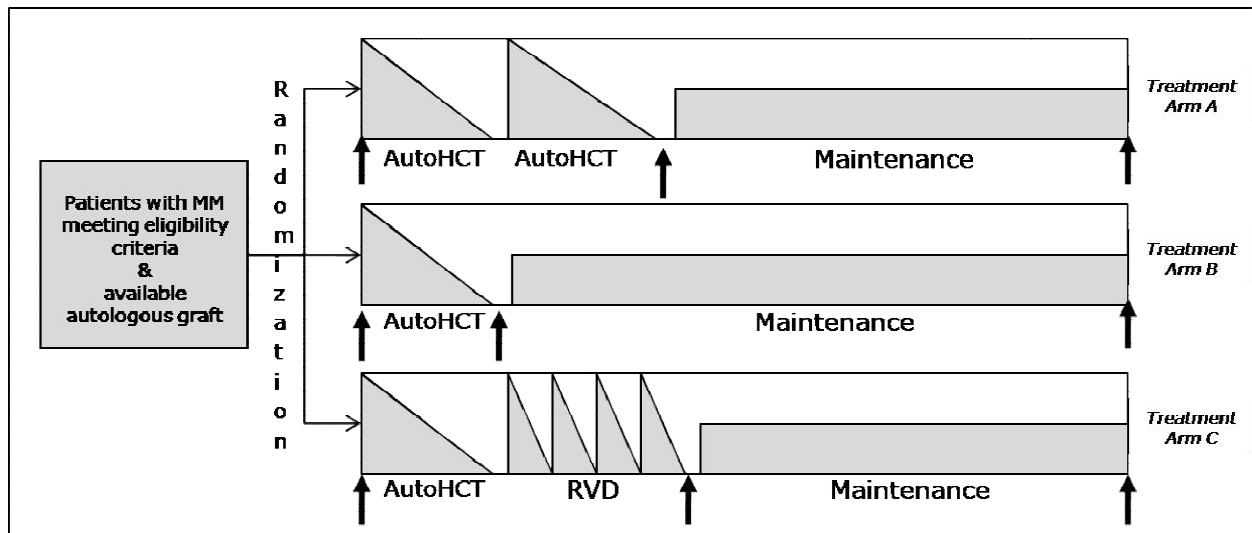 Patients with MM
meeting eligibility
criteria
&
available
autologous graft
Randomization
AutoHCT AutoHCT Maintenance
Treatment
Arm A
AutoHCT Maintenance
Treatment
Arm B
AutoHCT RVD Maintenance
Treatment
Arm C